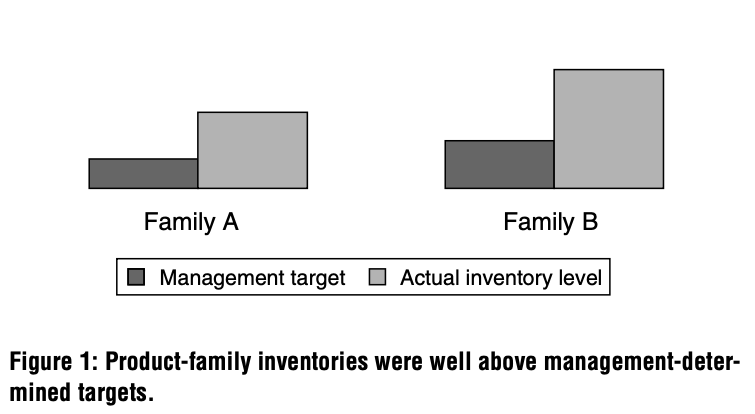 Family A
Family B
Management target
Actual inventory level
Figure 1: Product-family inventories were well above management-deter-
mined targets.